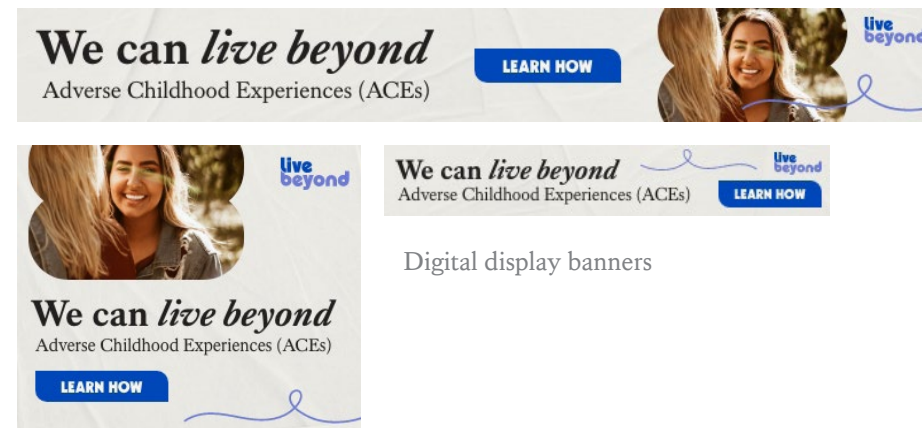 We can live beyond
Adverse Childhood Experiences (ACEs)
LEARN HOW
live
beyond
live
beyond
We can live beyond
Adverse Childhood Experiences (ACEs)
LEARN HOW
We can live beyond
Adverse Childhood Experiences (ACEs)
live
beyond
LEARN HOW
Digital display banners